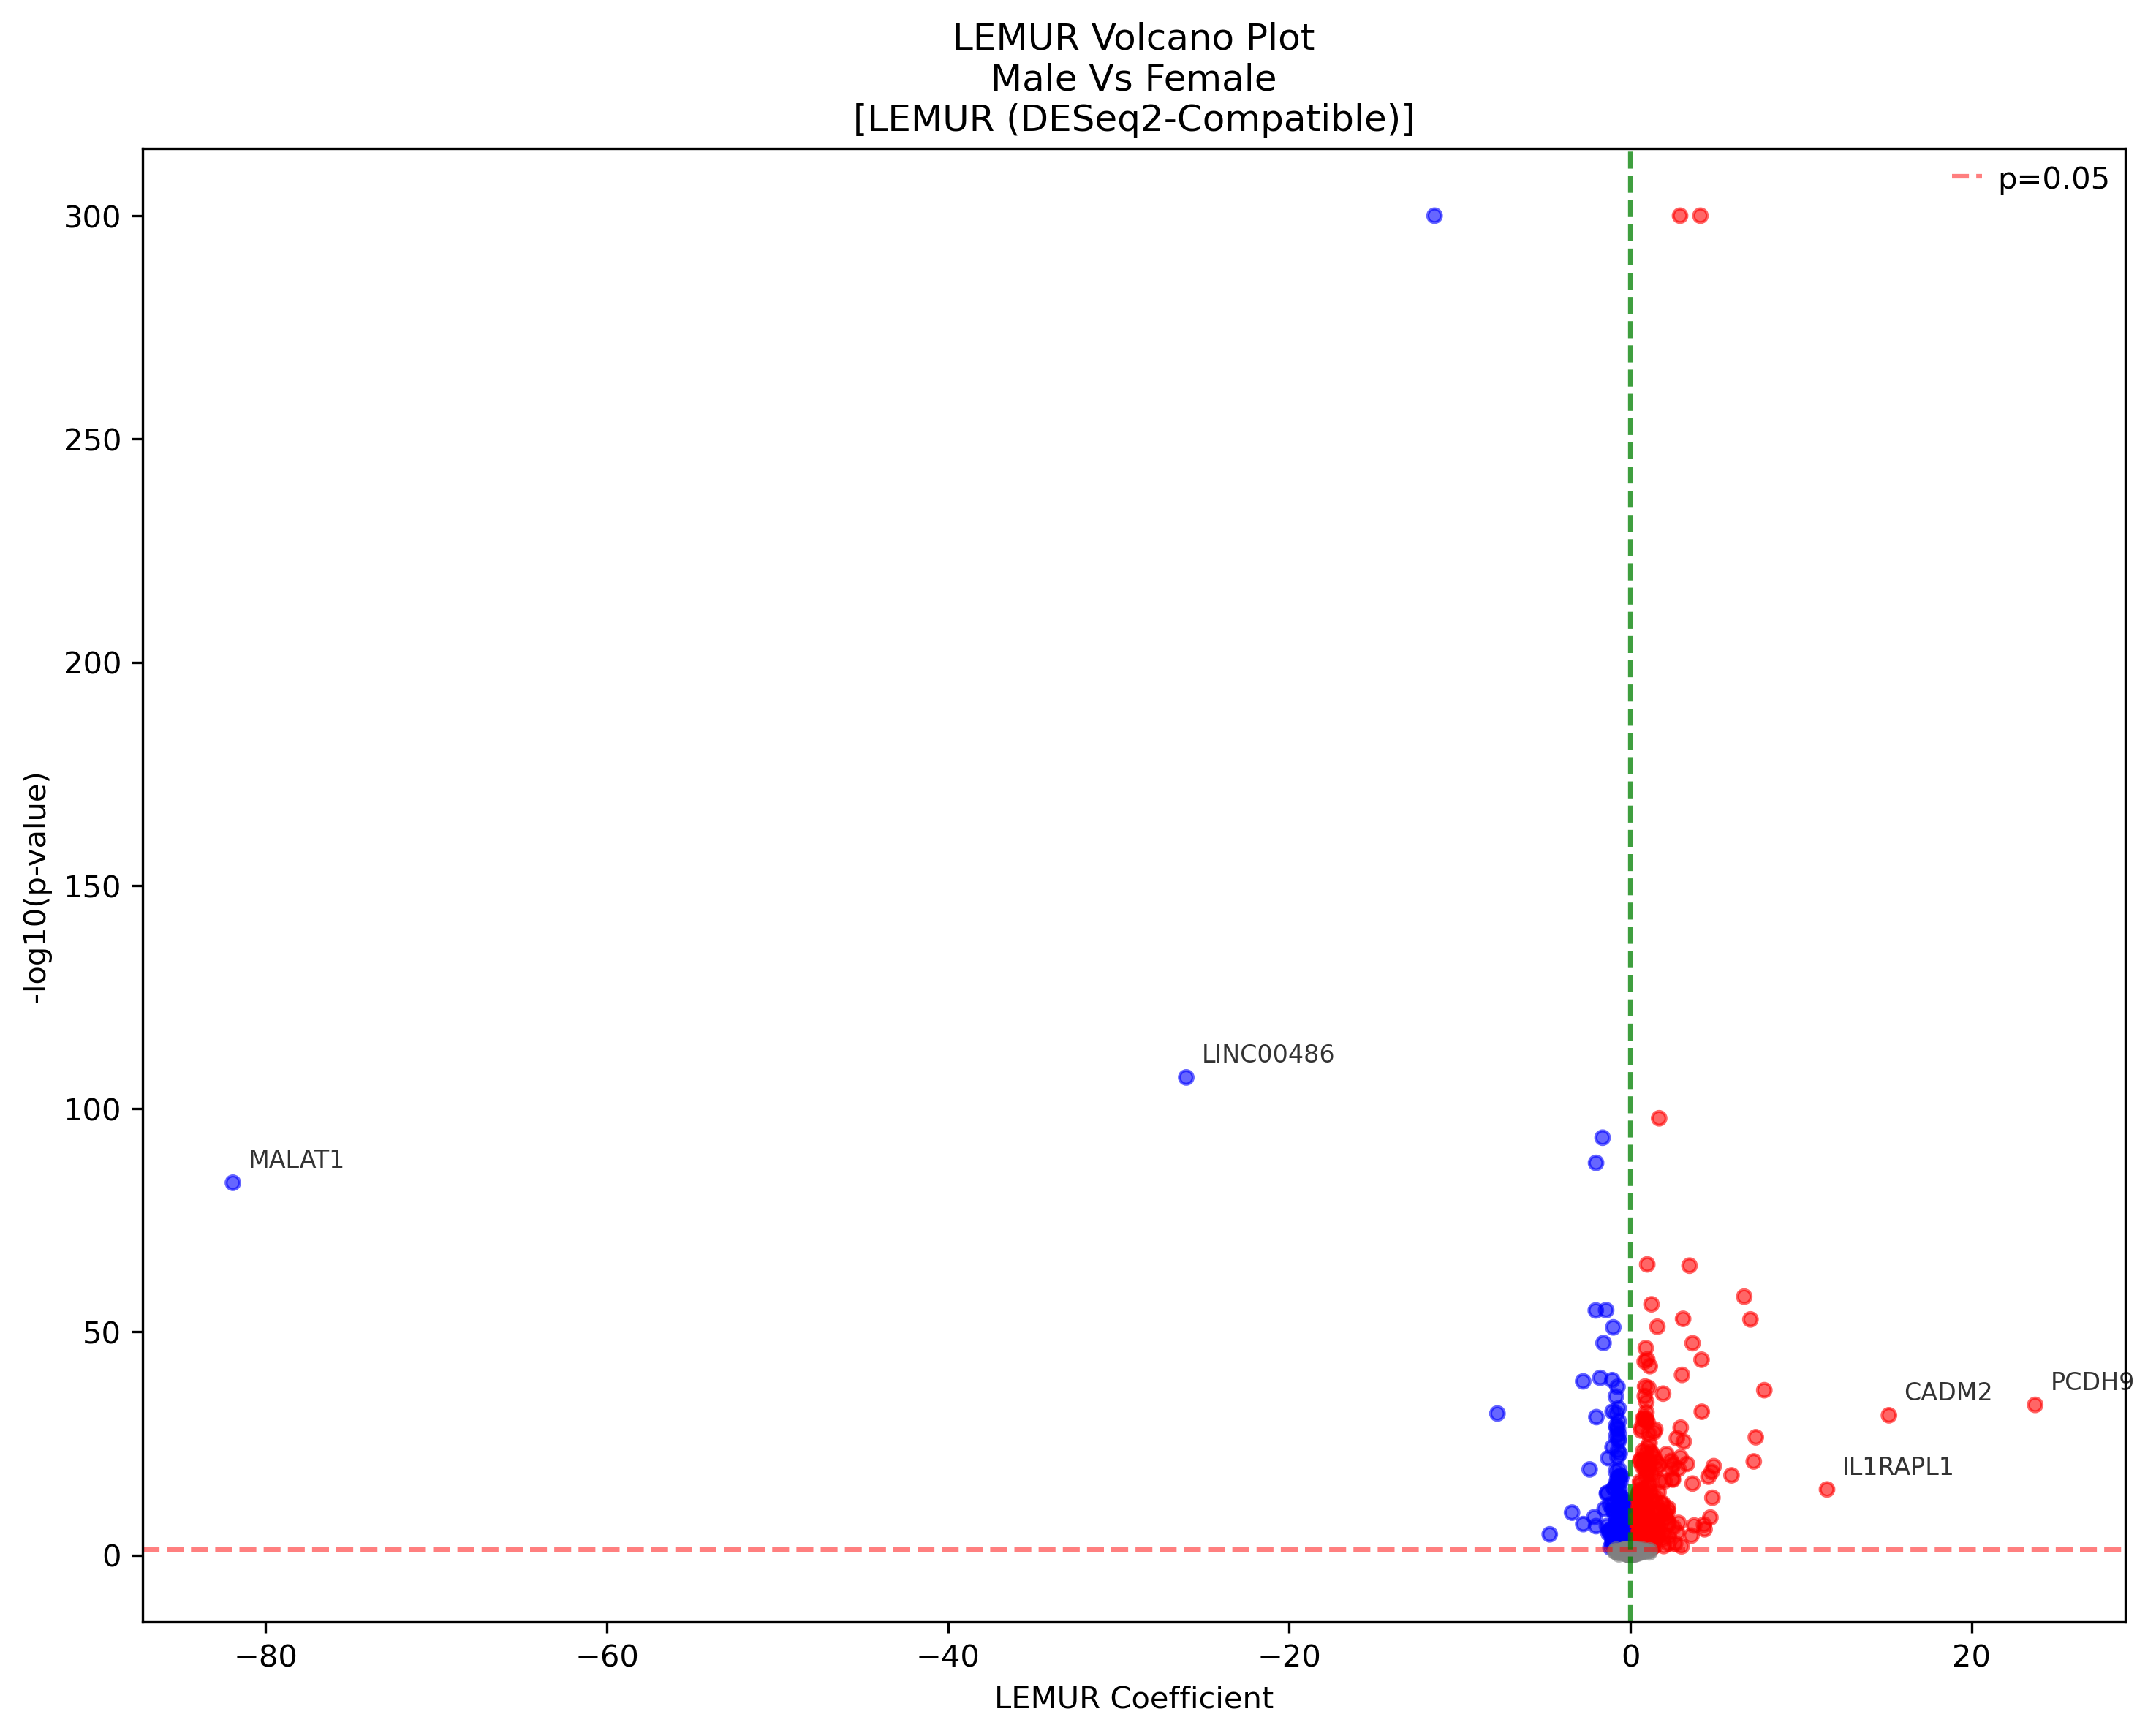 LEMUR Volcano Plot
Male Vs Female
[LEMUR (DESeq2-Compatible)]
p=0.05
300
250
200
150
100
50
0
-log10(p-value)
LINC00486
MALAT1
PCDH9
CADM2
IL1RAPL1
−80 −60 −40 −20 0 20
LEMUR Coefficient